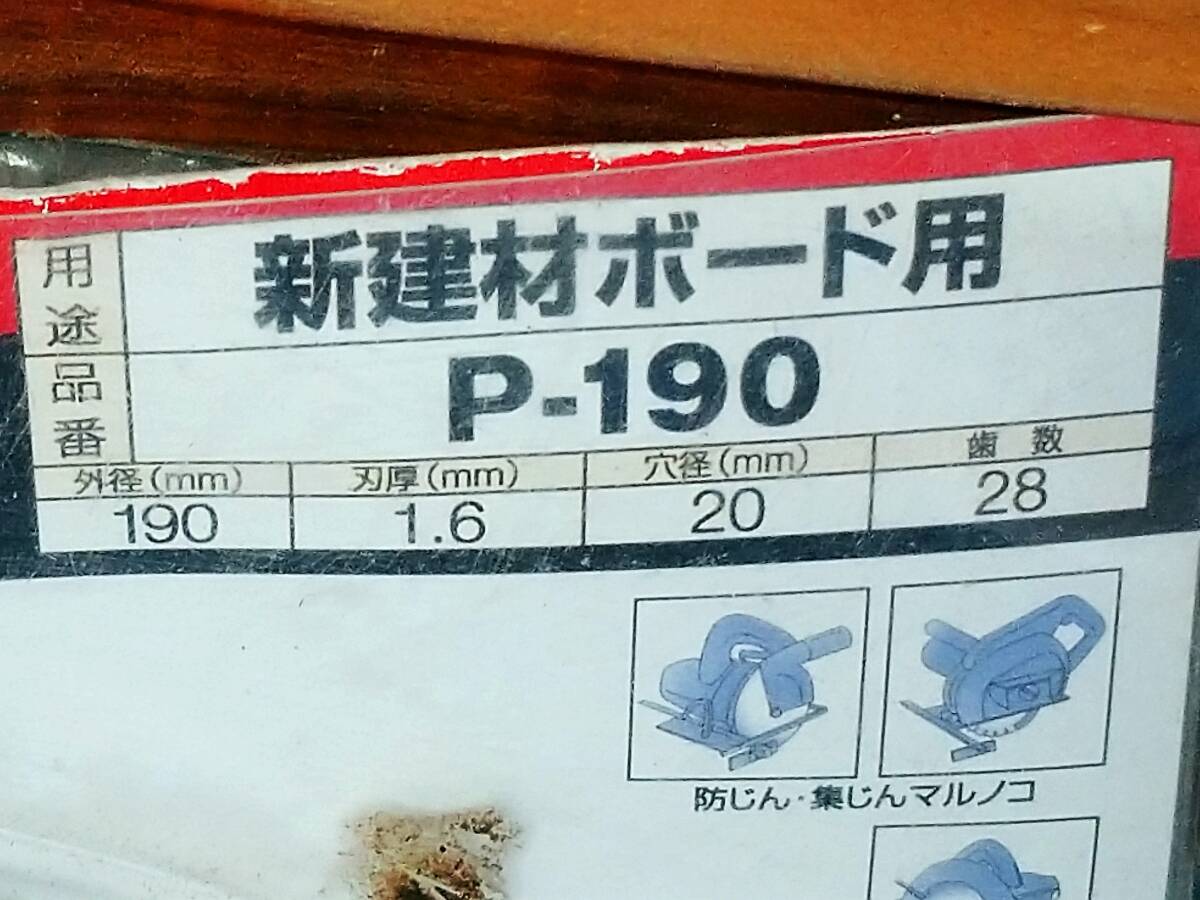 用途
新建材ボード用
品番
P-190
外径(mm)
刃厚(mm)
穴径(mm)
歯数
190
1.6
20
28
防じん・集じんマルノコ